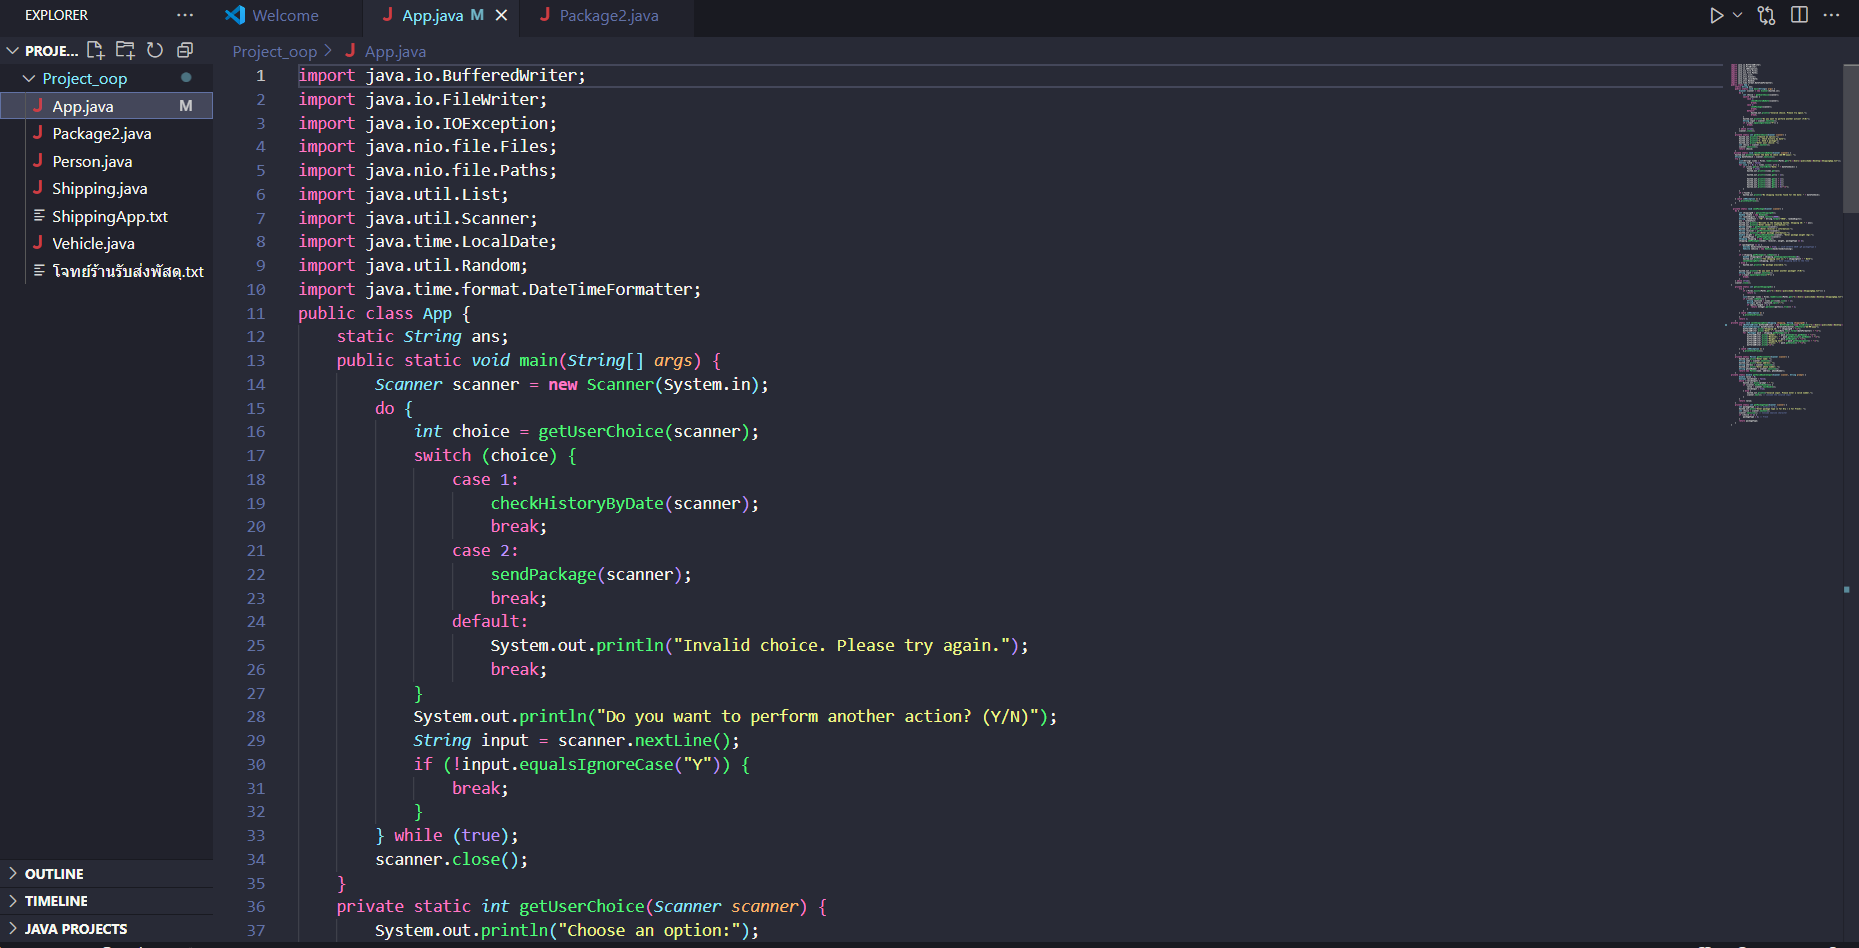 EXPLORER
Welcome
App.java M
Package2.java
PROJE...
Project_oop
App.java M
Package2.java
Person.java
Shipping.java
ShippingApp.txt
Vehicle.java
โจทย์ร้านรับส่งพัสดุ.txt
OUTLINE
TIMELINE
JAVA PROJECTS
Project_oop > App.java
1 import java.io.BufferedWriter;
2 import java.io.FileWriter;
3 import java.io.IOException;
4 import java.nio.file.Files;
5 import java.nio.file.Paths;
6 import java.util.List;
7 import java.util.Scanner;
8 import java.time.LocalDate;
9 import java.util.Random;
10 import java.time.format.DateTimeFormatter;
11 public class App {
12 static String ans;
13 public static void main(String[] args) {
14 Scanner scanner = new Scanner(System.in);
15 do {
16 int choice = getUserChoice(scanner);
17 switch (choice) {
18 case 1:
19 checkHistoryByDate(scanner);
20 break;
21 case 2:
22 sendPackage(scanner);
23 break;
24 default:
25 System.out.println("Invalid choice. Please try again.");
26 break;
27 }
28 System.out.println("Do you want to perform another action? (Y/N)");
29 String input = scanner.nextLine();
30 if (!input.equalsIgnoreCase("Y")) {
31 break;
32 }
33 } while (true);
34 scanner.close();
35 }
36 private static int getUserChoice(Scanner scanner) {
37 System.out.println("Choose an option:");